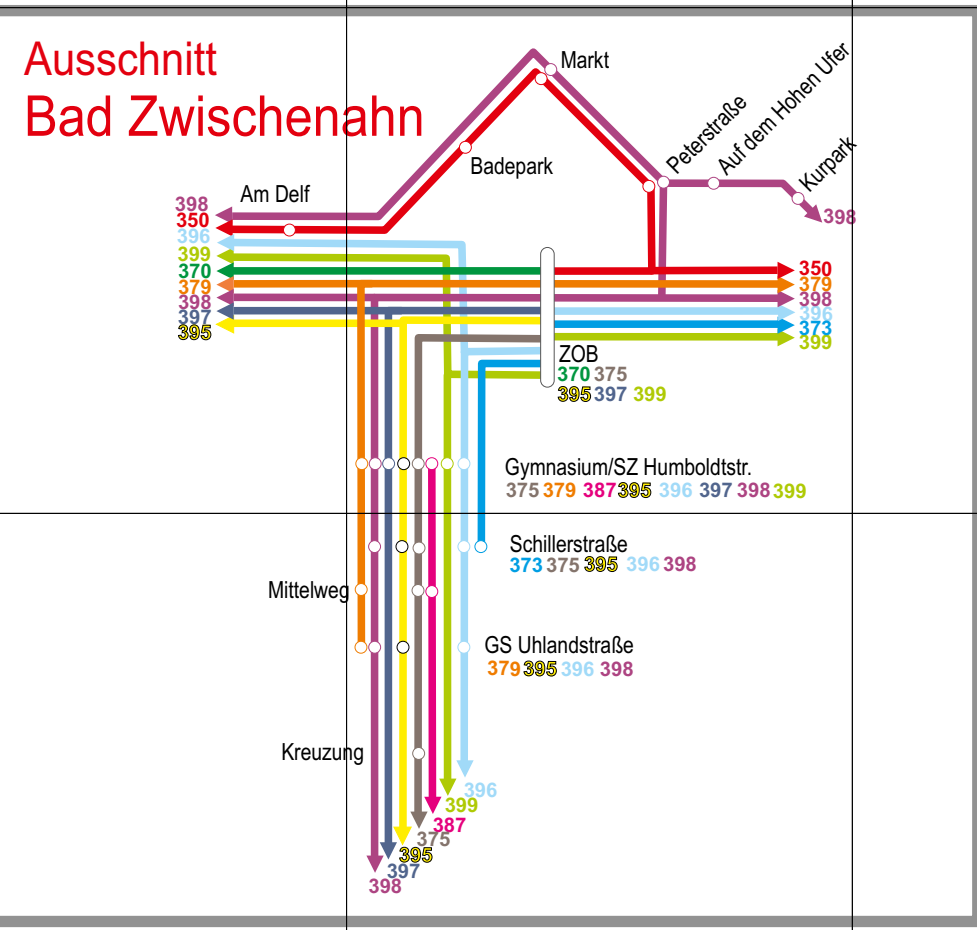 Ausschnitt
Bad Zwischenahn
Markt
Badepark
Peterstraße
Auf dem Hohen Ufer
Kurpark
398
Am Delf
398
350
396
399
370
379
398
397
395
350
379
398
396
373
399
ZOB
370 375
395 397 399
Gymnasium/SZ Humboldtstr.
375 379 387 395 396 397 398 399
Schillerstraße
373 375 395 396 398
Mittelweg
GS Uhlandstraße
379 395 396 398
Kreuzung
396
399
387
375
395
397
398